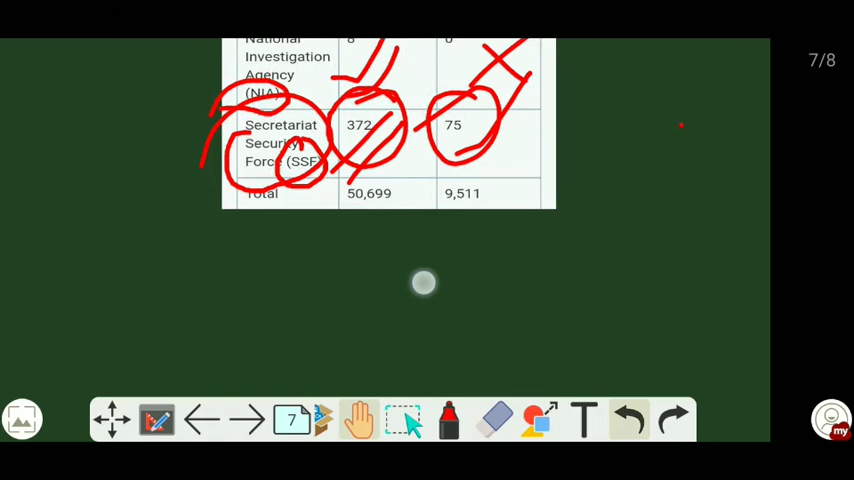 National 8 0
Investigation
Agency
(NIA)
7/8
Secretariat 372 75
Security
Force (SSF)
Total 50,699 9,511
7
T
my